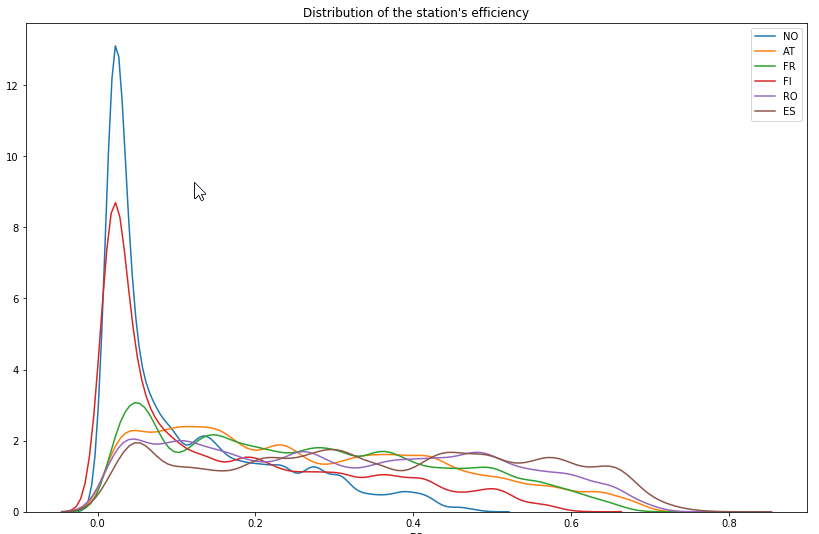 Distribution of the station's efficiency
NO
AT
FR
FI
RO
ES
12
10
8
6
4
2
0
0.0 0.2 0.4 0.6 0.8